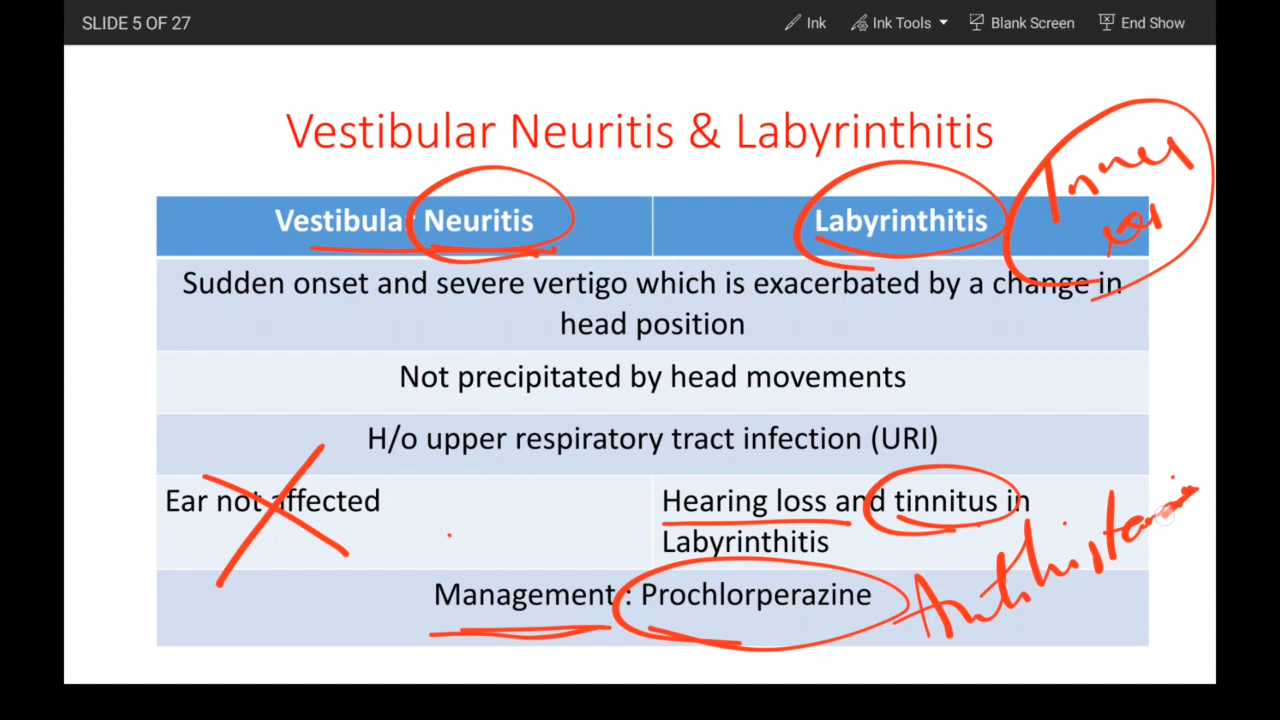 SLIDE 5 OF 27
Ink
Ink Tools
Blank Screen
End Show
Vestibular Neuritis & Labyrinthitis
Inner
ear
Vestibular Neuritis
Labyrinthitis
Sudden onset and severe vertigo which is exacerbated by a change in
head position
Not precipitated by head movements
H/o upper respiratory tract infection (URI)
Ear not affected
Hearing loss and tinnitus in
Labyrinthitis
Management : Prochlorperazine